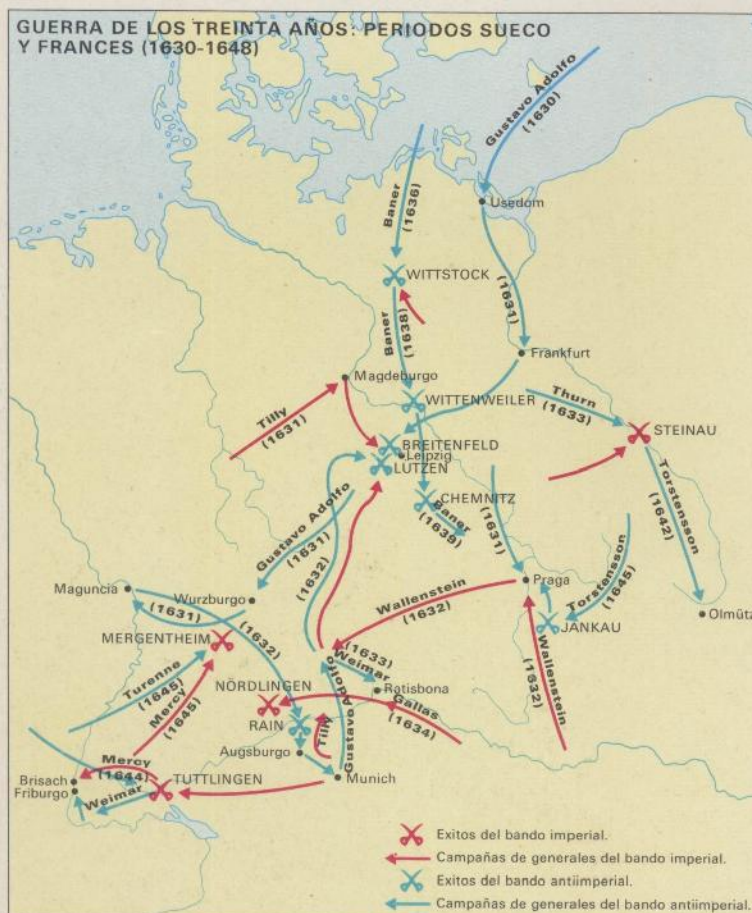 GUERRA DE LOS TREINTA AÑOS: PERIODOS SUECO
Y FRANCES (1630-1648)
Gustavo Adolfo
(1630)
Baner
(1636)
Usedom
WITTSTOCK
(1631)
Baner
(1638)
Frankfurt
Magdeburgo
Tilly
(1631)
WITTENWEILER
Thurn
(1633)
STEINAU
BREITENFELD
Leipzig
LÜTZEN
CHEMNITZ
Baner
(1639)
(1631)
Torstensson
(1642)
Gustavo Adolfo
(1631)
(1632)
Torstensson
(1645)
Maguncia
(1631)
Wurzburgo
Praga
Olmütz
Wallenstein
(1632)
JANKAU
MERGENTHEIM
(1632)
(1633)
Weimar
Turenne
(1645)
Mercy
(1645)
NÖRDLINGEN
Ratisbona
Wallenstein
(1632)
RAIN
Tilly
Gustavo Adolfo
Gallas
(1634)
Augsburgo
Mercy
(1644)
Brisach
Friburgo
TUTTLINGEN
Munich
Weimar
Exitos del bando imperial.
Campañas de generales del bando imperial.
Exitos del bando antiimperial.
Campañas de generales del bando antiimperial.